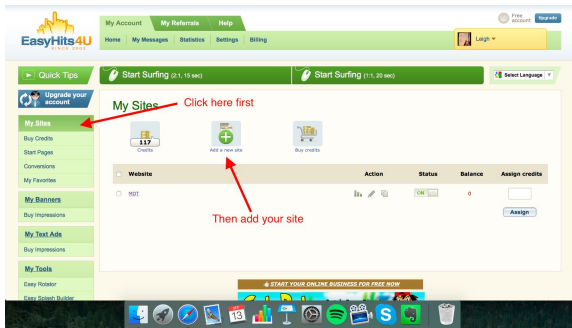 My Account
My Referrals
Help
Free account
Upgrade
EasyHits4U
SINCE 2003
Home
My Messages
Statistics
Settings
Billing
Leigh
Quick Tips
Start Surfing (2:1, 15 sec)
Start Surfing (1:1, 20 sec)
Select Language
Upgrade your account
My Sites
Click here first
My Sites
Buy Credits
Start Pages
Conversions
My Favorites
117
Credits
Add a new site
Buy credits
Website
Action
Status
Balance
Assign credits
MDT
ON
0
Assign
My Banners
Buy Impressions
Then add your site
My Text Ads
Buy Impressions
My Tools
Easy Rotator
Easy Splash Builder
START YOUR ONLINE BUSINESS FOR FREE NOW
13